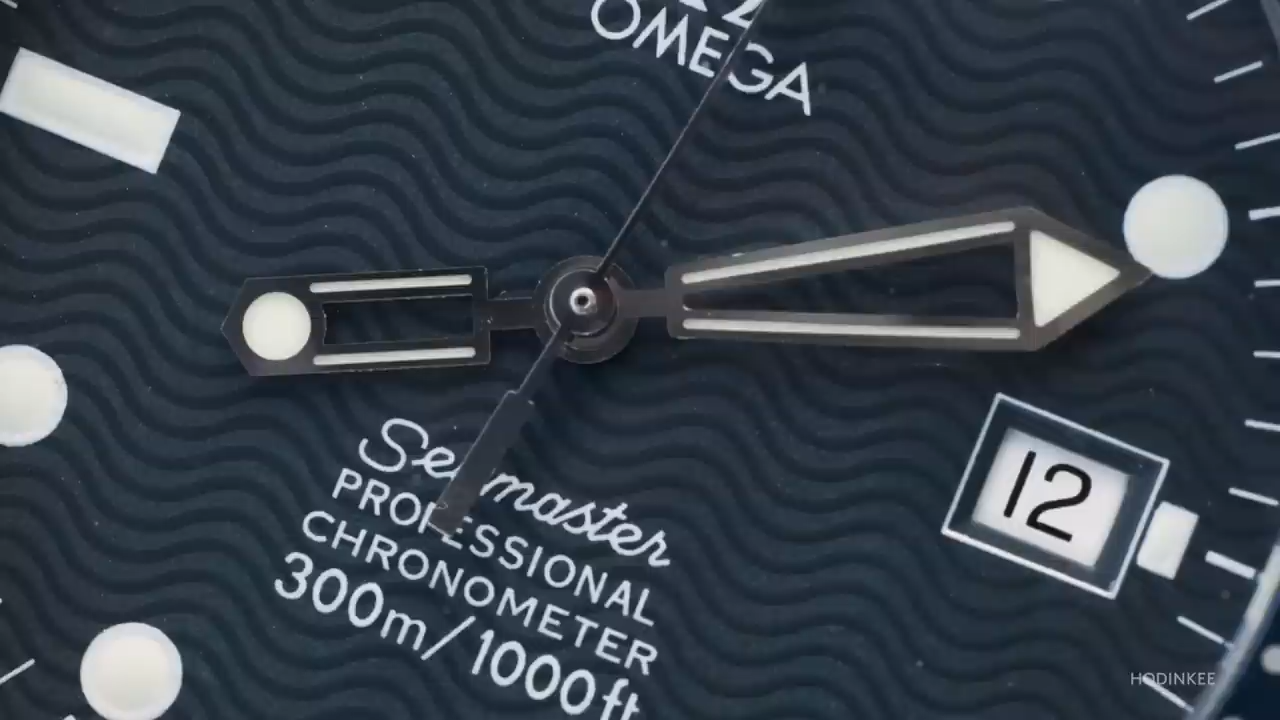 OMEGA
Seamaster
PROFESSIONAL
CHRONOMETER
300m/1000ft
12
HODINKEE